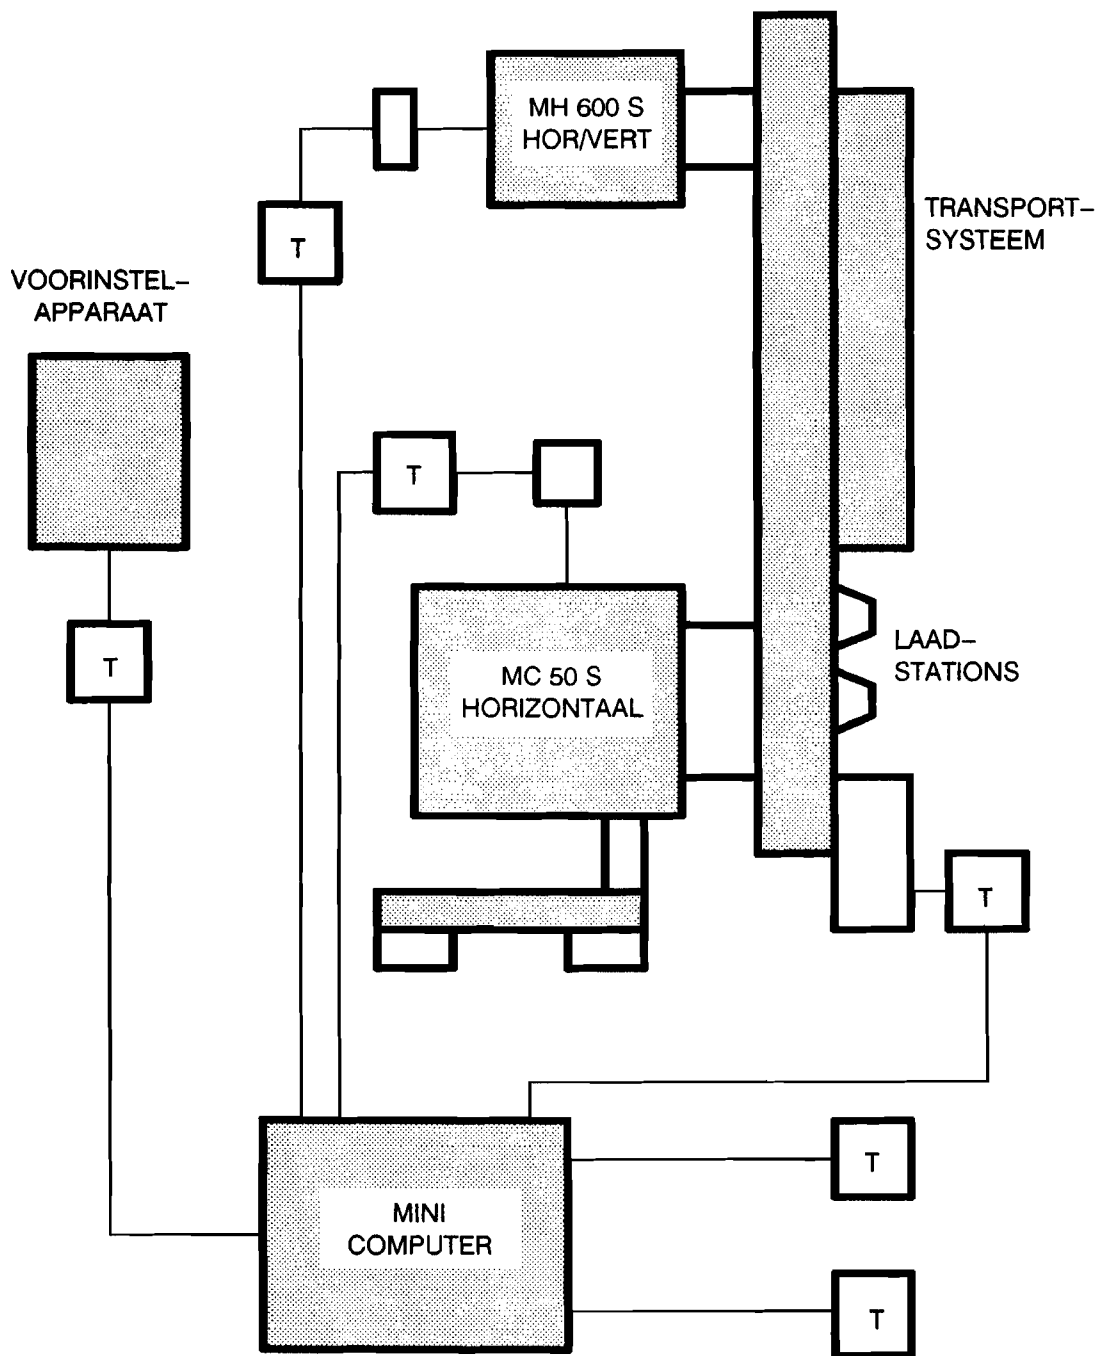 MH 600 S
HOR/VERT
TRANSPORT-
SYSTEEM
T
VOORINSTEL-
APPARAAT
T
T
LAAD-
STATIONS
MC 50 S
HORIZONTAAL
T
T
MINI
COMPUTER
T